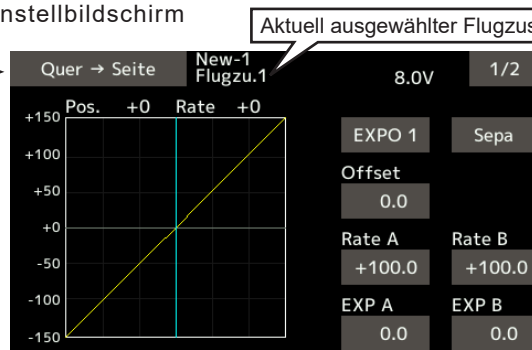 nstellbildschirm
Aktuell ausgewählter Flugzus
Quer → Seite
New-1
Flugzu.1
8.0V
1/2
Pos. +0 Rate +0
+150
+100
+50
+0
-50
-100
-150
EXPO 1
Sepa
Offset
0.0
Rate A
Rate B
+100.0
+100.0
EXP A
EXP B
0.0
0.0